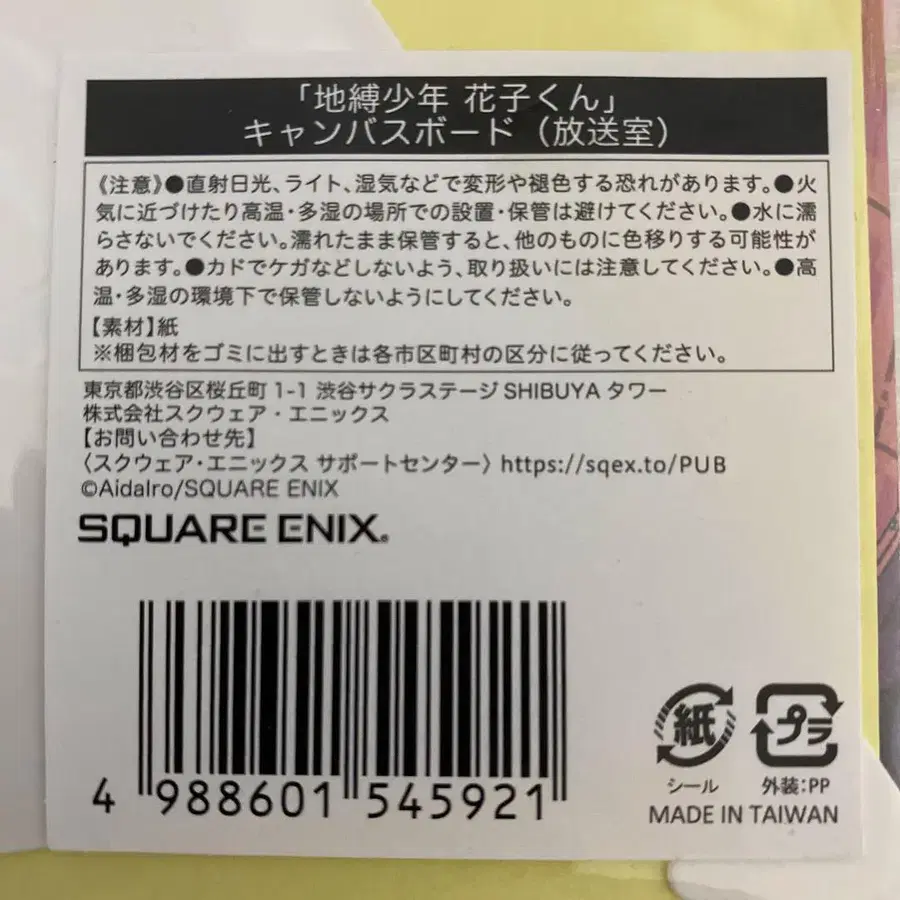 「地縛少年 花子くん」
キャンバスボード（放送室）
《注意》●直射日光、ライト、湿気などで変形や褪色する恐れがあります。●火
気に近づけたり高温・多湿の場所での設置・保管は避けてください。●水に濡
らさないでください。濡れたまま保管すると、他のものに色移りする可能性が
あります。●カドでケガなどしないよう、取り扱いには注意してください。●高
温・多湿の環境下で保管しないようにしてください。
【素材】紙
※梱包材をゴミに出すときは各市区町村の区分に従ってください。
東京都渋谷区桜丘町 1-1 渋谷サクラステージ SHIBUYA タワー
株式会社スクウェア・エニックス
【お問い合わせ先】
〈スクウェア・エニックス サポートセンター〉 https://sqex.to/PUB
©AidaIro/SQUARE ENIX
SQUARE ENIX®
4 988601 545921
紙 プラ
シール 外装：PP
MADE IN TAIWAN